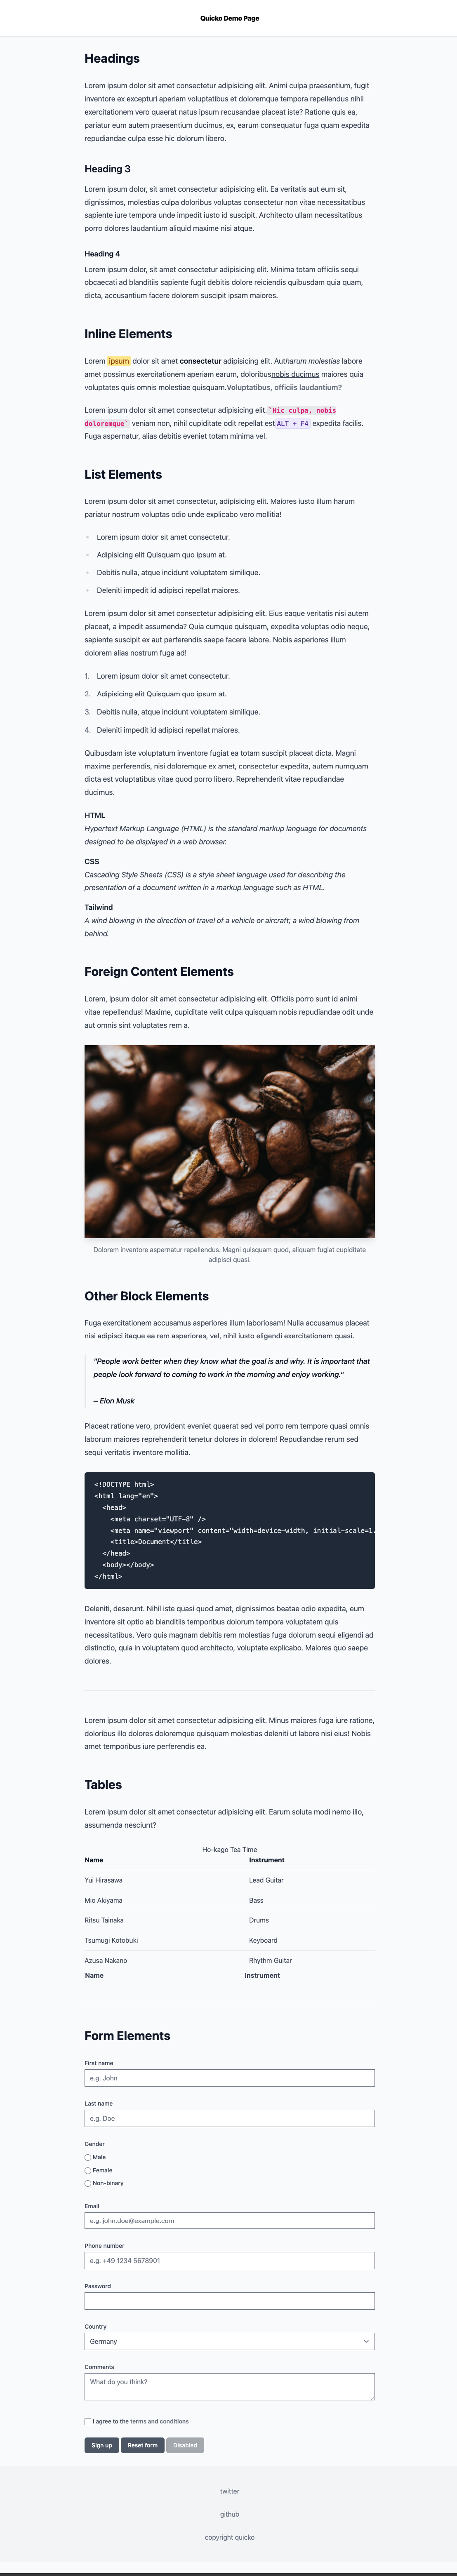 Quicko Demo Page
Headings
Lorem ipsum dolor sit amet consectetur adipisicing elit. Animi culpa praesentium, fugit
inventore ex excepturi aperiam voluptatibus et doloremque tempora repellendus nihil
exercitationem vero quaerat natus ipsum recusandae placeat iste? Ratione quis ea,
pariatur eum autem praesentium ducimus, ex, earum consequatur fuga quam expedita
repudiandae culpa esse hic dolorum libero.
Heading 3
Lorem ipsum dolor, sit amet consectetur adipisicing elit. Ea veritatis aut eum sit,
dignissimos, molestias culpa doloribus voluptas consectetur non vitae necessitatibus
sapiente iure tempora unde impedit iusto id suscipit. Architecto ullam necessitatibus
porro dolores laudantium aliquid maxime nisi atque.
Heading 4
Lorem ipsum dolor sit amet consectetur, adipisicing elit. Minima totam officiis sequi
obcaecati ad blanditiis sapiente fugit debitis dolore reiciendis quibusdam quia quam,
dicta, accusantium facere dolorem suscipit ipsam maiores.
Inline Elements
Lorem ipsum dolor sit amet consectetur adipisicing elit. Autharum molestias labore
amet possimus exercitationem aperiam earum, doloribusnobis ducimus maiores quia
voluptates quis omnis molestiae quisquam.Voluptatibus, officiis laudantium?
Lorem ipsum dolor sit amet consectetur adipisicing elit.`Hic culpa, nobis
doloremque` veniam non, nihil cupiditate odit repellat est ALT + F4 expedita facilis.
Fuga aspernatur, alias debitis eveniet totam minima vel.
List Elements
Lorem ipsum dolor sit amet consectetur, adipisicing elit. Maiores iusto illum harum
pariatur nostrum voluptas odio unde explicabo vero mollitia!
Lorem ipsum dolor sit amet consectetur.
Adipisicing elit Quisquam quo ipsum at.
Debitis nulla, atque incidunt voluptatem similique.
Deleniti impedit id adipisci repellat maiores.
Lorem ipsum dolor sit amet consectetur adipisicing elit. Eius eaque veritatis nisi autem
placeat, a impedit assumenda? Quia cumque quisquam, expedita voluptas odio neque,
sapiente suscipit ex aut perferendis saepe facere labore. Nobis asperiores illum
dolorem alias nostrum fuga ad!
1. Lorem ipsum dolor sit amet consectetur.
2. Adipisicing elit Quisquam quo ipsum at.
3. Debitis nulla, atque incidunt voluptatem similique.
4. Deleniti impedit id adipisci repellat maiores.
Quibusdam iste voluptatum inventore fugiat ea totam suscipit placeat dicta. Magni
maxime perferendis, nisi doloremque ex amet, consectetur expedita, autem numquam
dicta est voluptatibus vitae quod porro libero. Reprehenderit vitae repudiandae
ducimus.
HTML
Hypertext Markup Language (HTML) is the standard markup language for documents
designed to be displayed in a web browser.
CSS
Cascading Style Sheets (CSS) is a style sheet language used for describing the
presentation of a document written in a markup language such as HTML.
Tailwind
A wind blowing in the direction of travel of a vehicle or aircraft; a wind blowing from
behind.
Foreign Content Elements
Lorem, ipsum dolor sit amet consectetur adipisicing elit. Officiis porro sunt id animi
vitae repellendus! Maxime, cupiditate velit culpa quisquam nobis repudiandae odit unde
aut omnis sint voluptates rem a.
Dolorem inventore aspernatur repellendus. Magni quisquam quod, aliquam fugiat cupiditate
adipisci quasi.
Other Block Elements
Fuga exercitationem accusamus asperiores illum laboriosam! Nulla accusamus placeat
nisi adipisci itaque ea rem asperiores, vel, nihil iusto eligendi exercitationem quasi.
"People work better when they know what the goal is and why. It is important that
people look forward to coming to work in the morning and enjoy working."
– Elon Musk
Placeat ratione vero, provident eveniet quaerat sed vel porro rem tempore quasi omnis
laborum maiores reprehenderit tenetur dolores in dolorem! Repudiandae rerum sed
sequi veritatis inventore mollitia.
<!DOCTYPE html>
<html lang="en">
<head>
<meta charset="UTF-8" />
<meta name="viewport" content="width=device-width, initial-scale=1.
<title>Document</title>
</head>
<body></body>
</html>
Deleniti, deserunt. Nihil iste quasi quod amet, dignissimos beatae odio expedita, eum
inventore sit optio ab blanditiis temporibus dolorum tempora voluptatem quis
necessitatibus. Vero quis magnam debitis rem molestias fuga dolorum sequi eligendi ad
distinctio, quia in voluptatem quod architecto, voluptate explicabo. Maiores quo saepe
dolores.
Lorem ipsum dolor sit amet consectetur adipisicing elit. Minus maiores fuga iure ratione,
doloribus illo dolores doloremque quisquam molestias deleniti ut labore nisi eius! Nobis
amet temporibus iure perferendis ea.
Tables
Lorem ipsum dolor sit amet consectetur adipisicing elit. Earum soluta modi nemo illo,
assumenda nesciunt?
Ho-kago Tea Time
Name Instrument
Yui Hirasawa Lead Guitar
Mio Akiyama Bass
Ritsu Tainaka Drums
Tsumugi Kotobuki Keyboard
Azusa Nakano Rhythm Guitar
Name Instrument
Form Elements
First name
e.g. John
Last name
e.g. Doe
Gender
Male
Female
Non-binary
Email
e.g. john.doe@example.com
Phone number
e.g. +49 1234 5678901
Password
Country
Germany
Comments
What do you think?
I agree to the terms and conditions
Sign up Reset form Disabled
twitter
github
copyright quicko